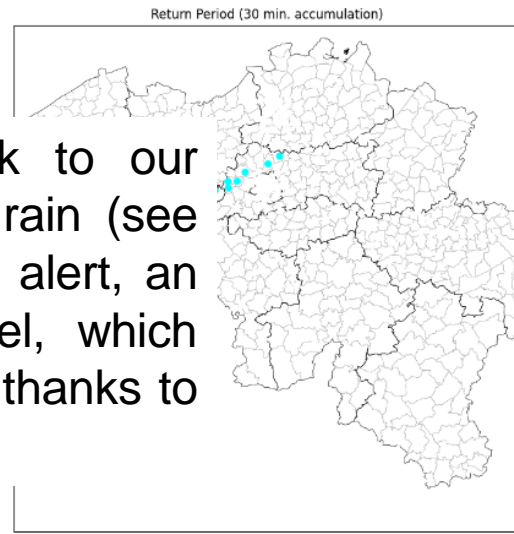 Return Period (30 min. accumulation)
k to our
rain (see
alert, an
el, which
thanks to